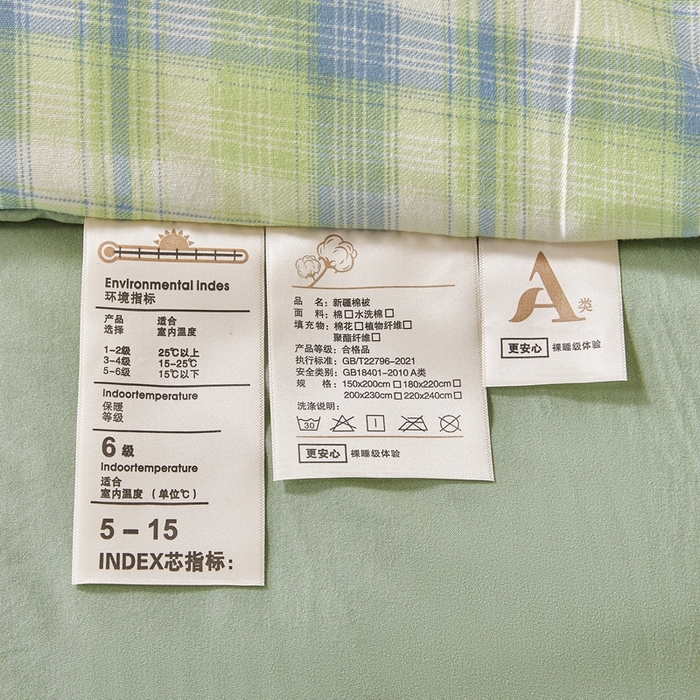 Environmental indes
环境指标
产品 适合
选择 室内温度
1-2级 25℃以上
3-4级 15-25℃
5-6级 15℃以下
Indoortemperature
保暖
等级
6 级
Indoortemperature
适合
室内温度 (单位℃)
5 - 15
INDEX芯指标:
品 名: 新疆棉被
面 料: 棉□水洗棉□
填充物: 棉花□植物纤维□
聚酯纤维□
产品等级: 合格品
执行标准: GB/T22796-2021
安全类别: GB18401-2010 A类
规 格: 150x200cm□180x220cm□
200x230cm□220x240cm□
洗涤说明:
30
更安心 裸睡级体验
A类
更安心 裸睡级体验